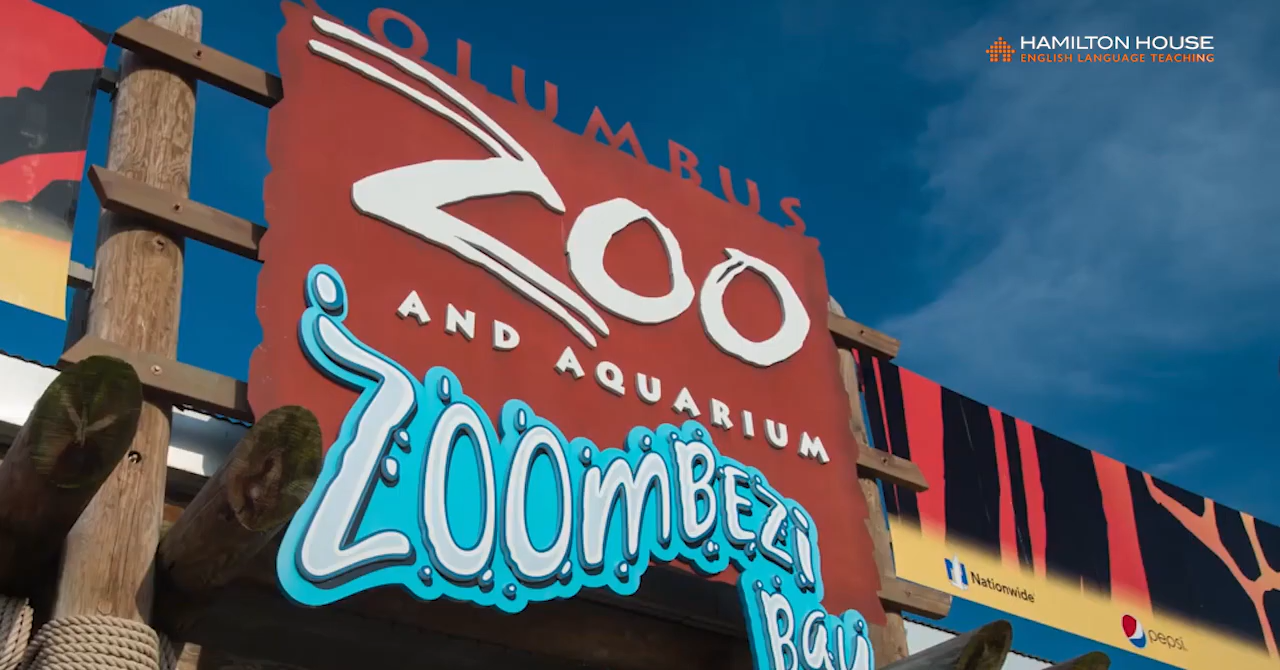 HAMILTON HOUSE
ENGLISH LANGUAGE TEACHING
COLUMBUS
ZOO
AND AQUARIUM
ZOOMBEZI
BAY
Nationwide
pepsi